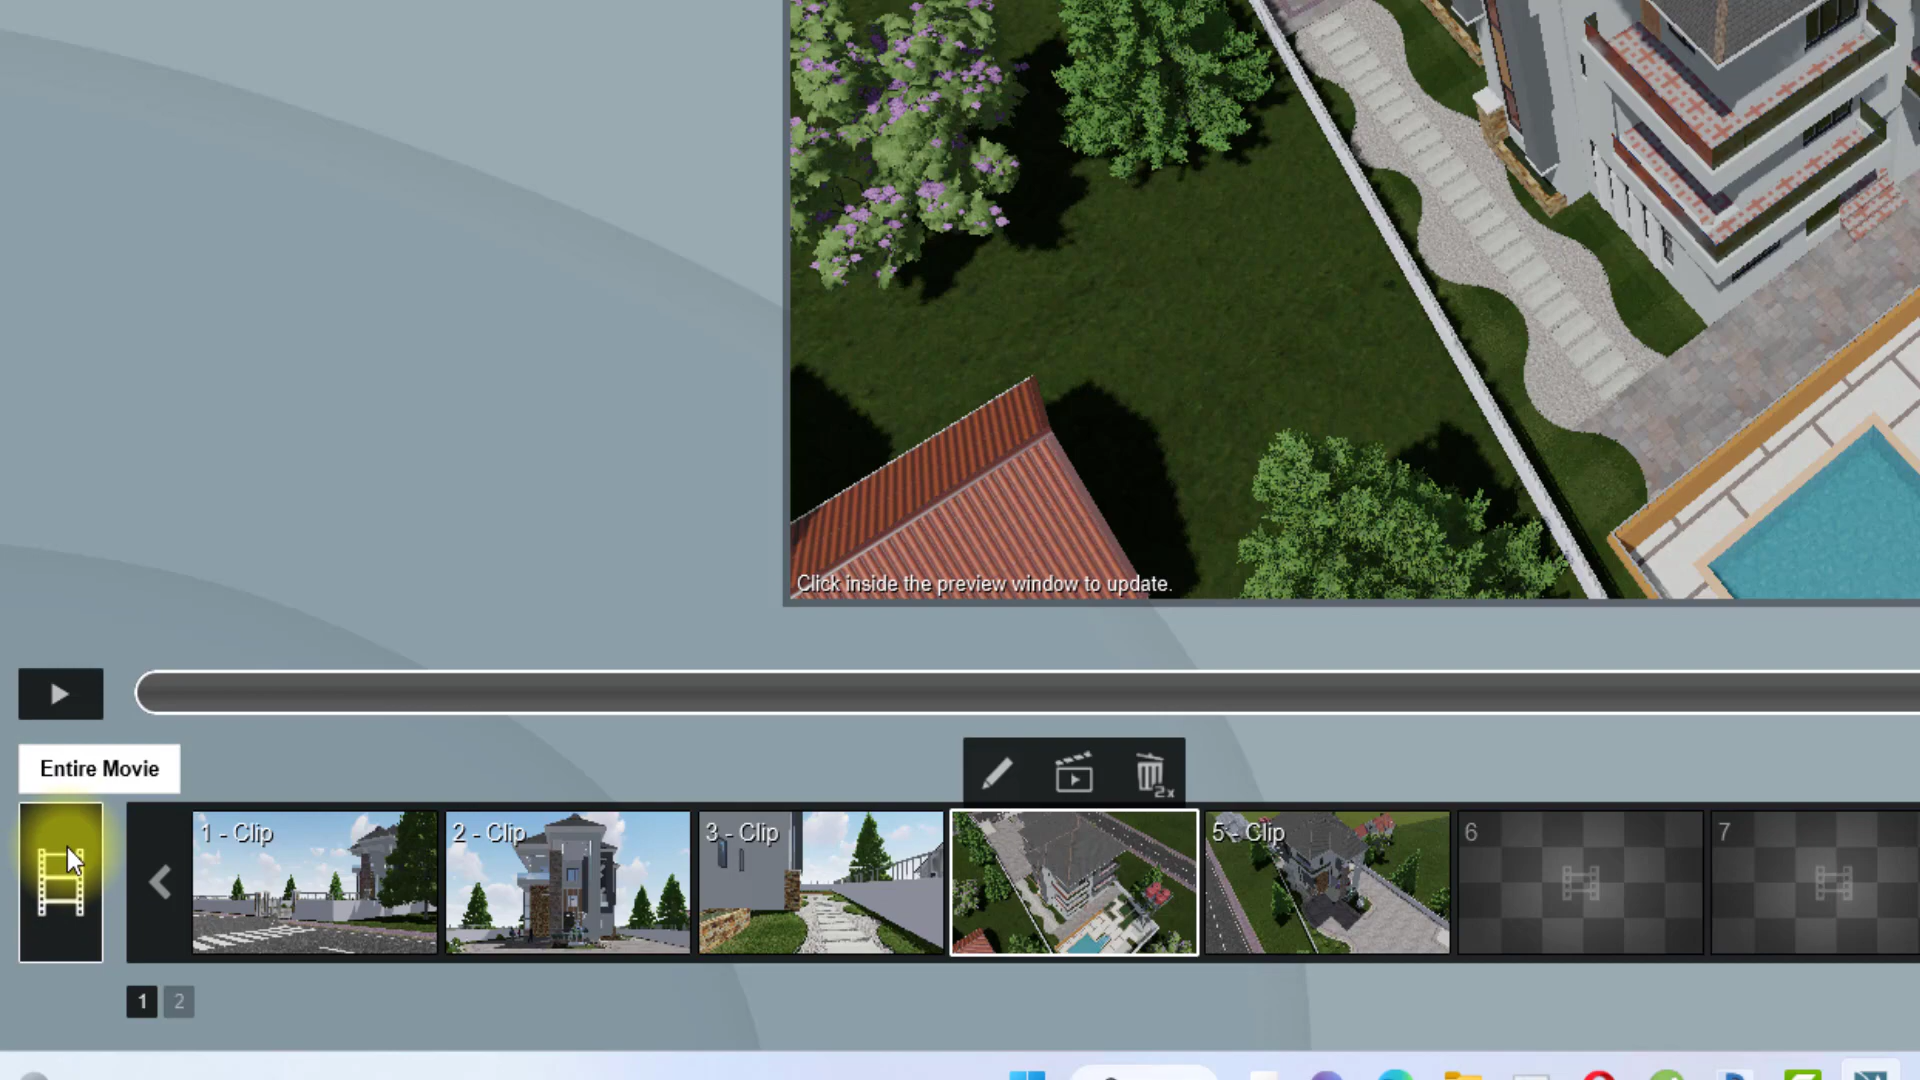 Click inside the preview window to update.
Entire Movie
2x
1 - Clip
2 - Clip
3 - Clip
5 - Clip
6
7
1 2